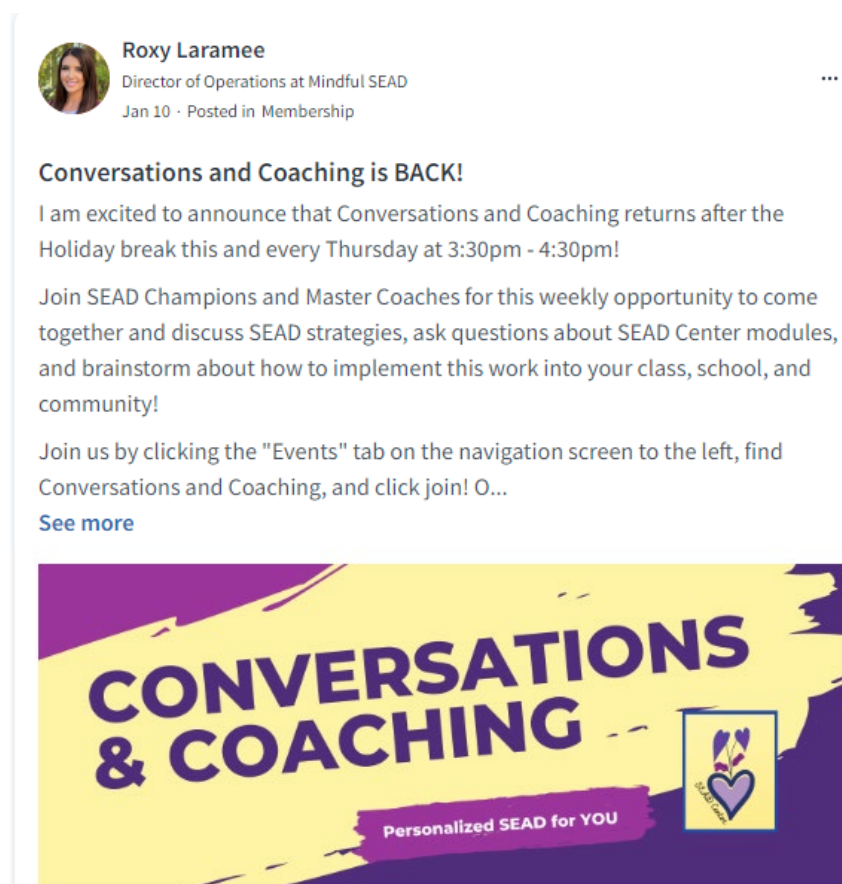 Roxy Laramee
Director of Operations at Mindful SEAD
Jan 10 · Posted in Membership
...
Conversations and Coaching is BACK!
I am excited to announce that Conversations and Coaching returns after the
Holiday break this and every Thursday at 3:30pm - 4:30pm!
Join SEAD Champions and Master Coaches for this weekly opportunity to come
together and discuss SEAD strategies, ask questions about SEAD Center modules,
and brainstorm about how to implement this work into your class, school, and
community!
Join us by clicking the "Events" tab on the navigation screen to the left, find
Conversations and Coaching, and click join! O...
See more
CONVERSATIONS
& COACHING
Personalized SEAD for YOU
SEAD Center